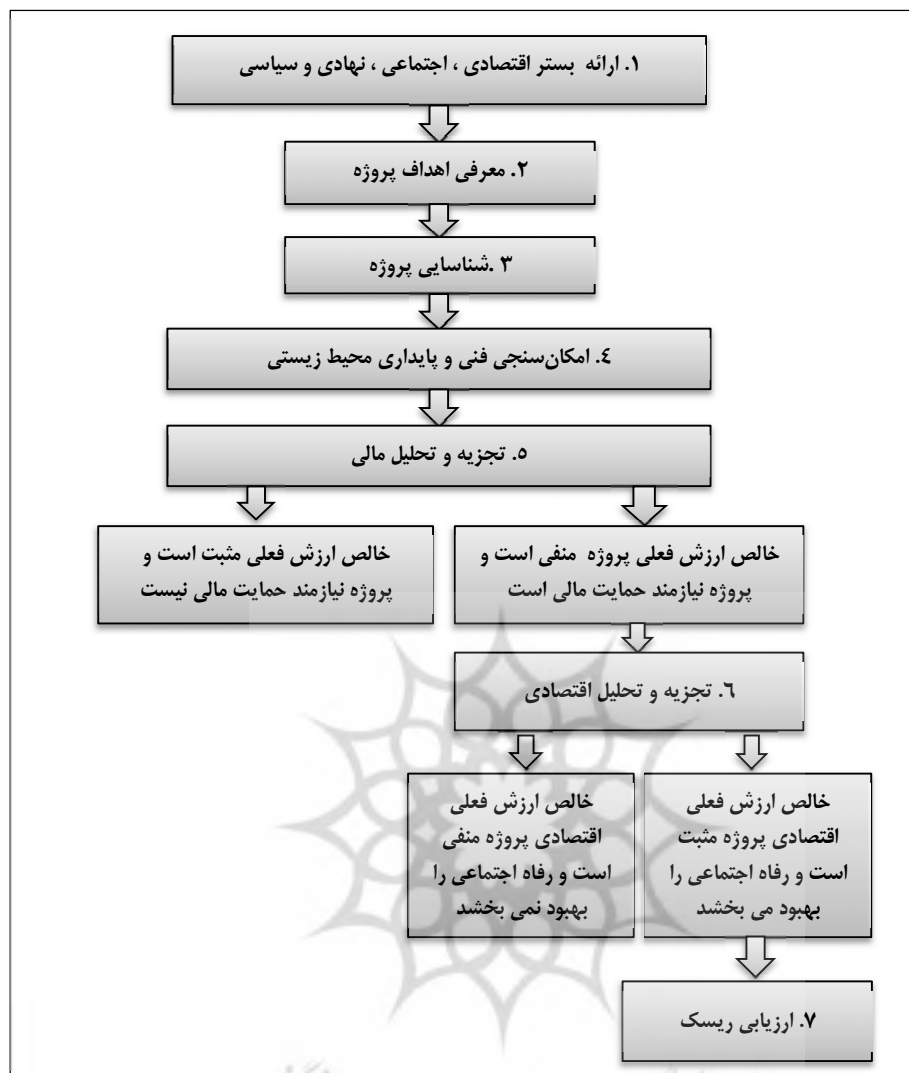 ۱. ارائه بستر اقتصادی ، اجتماعی ، نهادی و سیاسی
۲. معرفی اهداف پروژه
۳ .شناسایی پروژه
٤. امکان‌سنجی فنی و پایداری محیط زیستی
٥. تجزیه و تحلیل مالی
خالص ارزش فعلی پروژه منفی است و
پروژه نیازمند حمایت مالی است
خالص ارزش فعلی مثبت است و
پروژه نیازمند حمایت مالی نیست
٦. تجزیه و تحلیل اقتصادی
خالص ارزش فعلی
اقتصادی پروژه مثبت
است و رفاه اجتماعی را
بهبود می بخشد
خالص ارزش فعلی
اقتصادی پروژه منفی
است و رفاه اجتماعی را
بهبود نمی بخشد
۷. ارزیابی ریسک